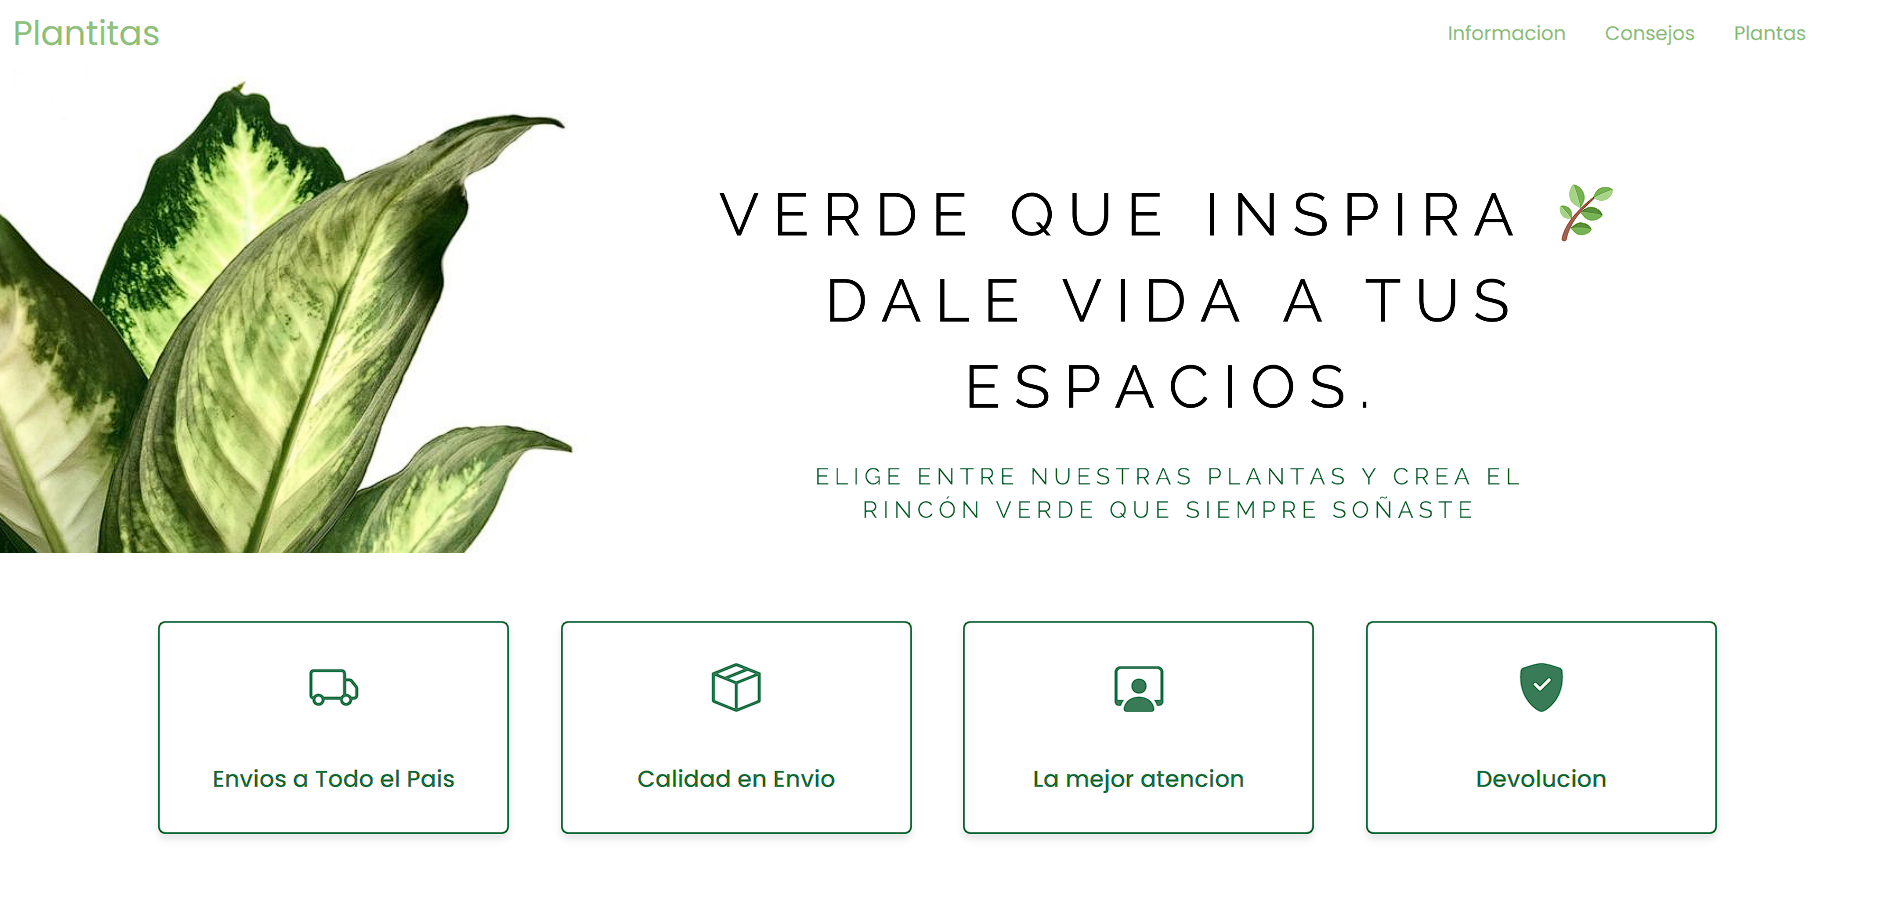 Plantitas
Informacion
Consejos
Plantas
VERDE QUE INSPIRA 🌿
DALE VIDA A TUS
ESPACIOS.
ELIGE ENTRE NUESTRAS PLANTAS Y CREA EL
RINCÓN VERDE QUE SIEMPRE SOÑASTE
Envios a Todo el Pais
Calidad en Envio
La mejor atencion
Devolucion